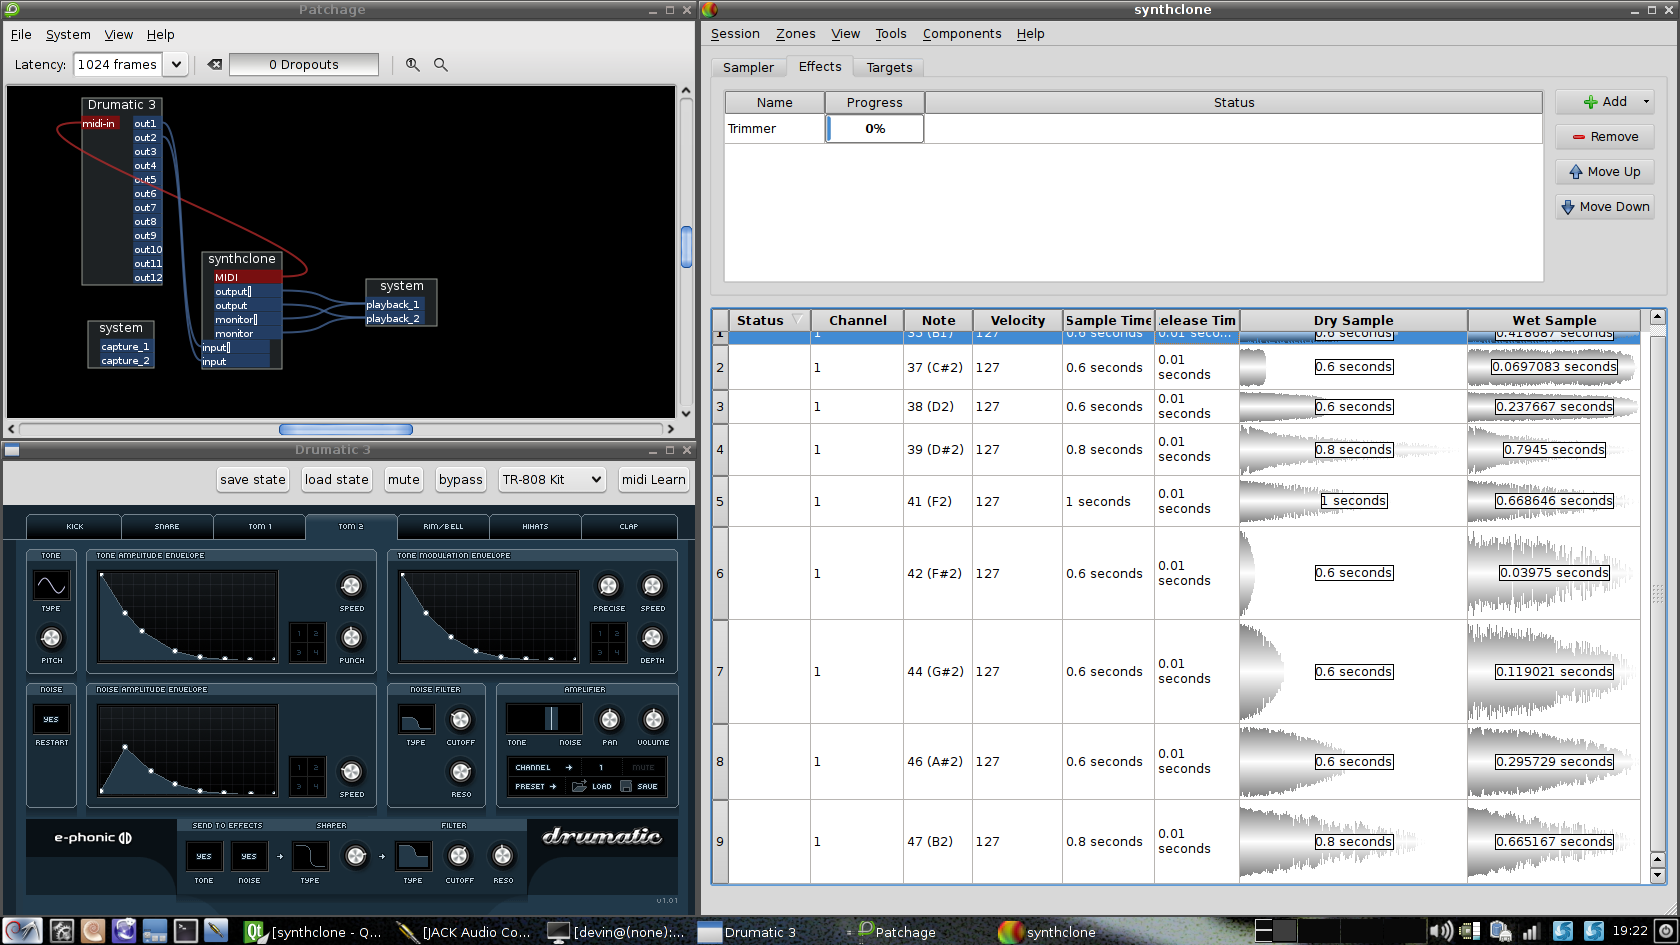 Patchage
File System View Help
Latency: 1024 frames 0 Dropouts
Drumatic 3
midi-in out1
out2
out3
out4
out5
out6
out7
out8
out9
out10
out11
out12
synthclone
MIDI
output[]
output
monitor[]
monitor
input[]
input
system
playback_1
playback_2
system
capture_1
capture_2
Drumatic 3
save state load state mute bypass TR-808 Kit midi Learn
KICK SNARE TOM 1 TOM 2 RIM/BELL HIHATS CLAP
TONE TONE AMPLITUDE ENVELOPE TONE MODULATION ENVELOPE
TYPE SPEED PRECISE SPEED
1 2 1 2
3 4 3 4
PITCH PUNCH DEPTH
NOISE NOISE AMPLITUDE ENVELOPE NOISE FILTER AMPLIFIER
YES
RESTART TYPE CUTOFF TONE NOISE PAN VOLUME
1 2
3 4
SPEED RESO
CHANNEL 1 MUTE
PRESET LOAD SAVE
e-phonic SEND TO EFFECTS SHAPER FILTER drumatic
YES YES
TONE NOISE TYPE TYPE CUTOFF RESO
v1.01
synthclone
Session Zones View Tools Components Help
Sampler Effects Targets
Name Progress Status
Trimmer 0%
Add
Remove
Move Up
Move Down
Status Channel Note Velocity Sample Time elease Tim Dry Sample Wet Sample
1 1 35 (B1) 127 0.6 seconds 0.01 seco... 0.6 seconds 0.418687 seconds
2 1 37 (C#2) 127 0.6 seconds 0.01 seconds 0.6 seconds 0.0697083 seconds
3 1 38 (D2) 127 0.6 seconds 0.01 seconds 0.6 seconds 0.237667 seconds
4 1 39 (D#2) 127 0.8 seconds 0.01 seconds 0.8 seconds 0.7945 seconds
5 1 41 (F2) 127 1 seconds 0.01 seconds 1 seconds 0.668646 seconds
6 1 42 (F#2) 127 0.6 seconds 0.01 seconds 0.6 seconds 0.03975 seconds
7 1 44 (G#2) 127 0.6 seconds 0.01 seconds 0.6 seconds 0.119021 seconds
8 1 46 (A#2) 127 0.6 seconds 0.01 seconds 0.6 seconds 0.295729 seconds
9 1 47 (B2) 127 0.8 seconds 0.01 seconds 0.8 seconds 0.665167 seconds
[synthclone - Q... [JACK Audio Co... [devin@(none):... Drumatic 3 Patchage synthclone 19:22